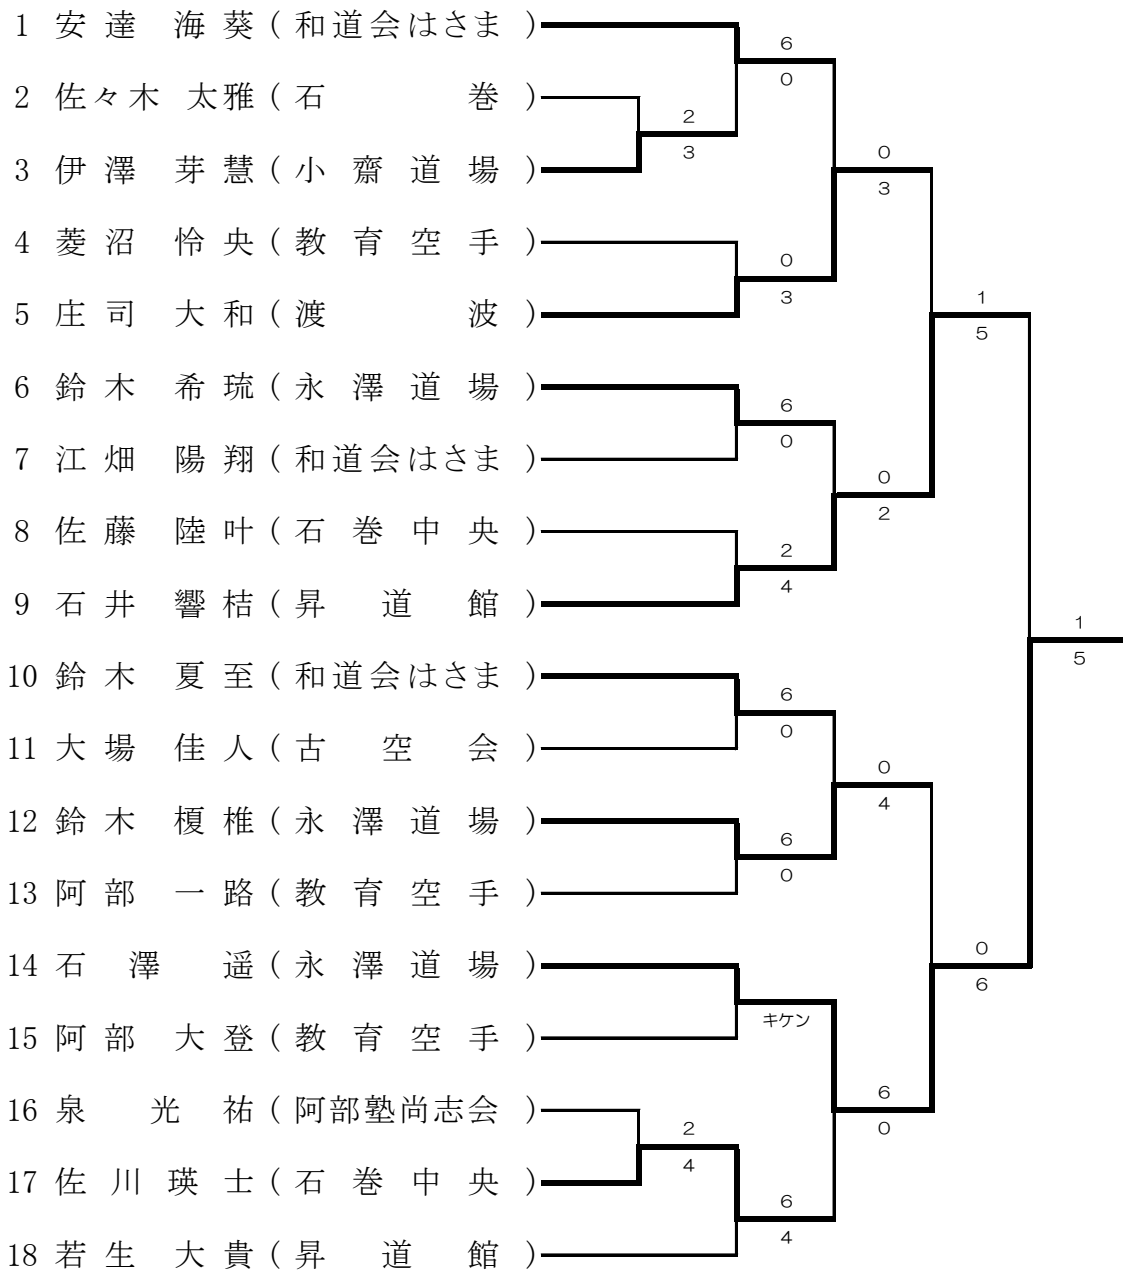 1 安達 海葵(和道会はさま)
6
0
2 佐々木 太雅(石巻)
2
3
3 伊澤 芽慧(小齋道場)
0
3
4 菱沼 怜央(教育空手)
0
3
5 庄司 大和(渡波)
1
5
6 鈴木 希琉(永澤道場)
6
0
7 江畑 陽翔(和道会はさま)
0
2
8 佐藤 陸叶(石巻中央)
2
4
9 石井 響桔(昇道館)
1
5
10 鈴木 夏至(和道会はさま)
6
0
11 大場 佳人(古空会)
0
4
12 鈴木 榎椎(永澤道場)
6
0
13 阿部 一路(教育空手)
14 石澤 遥(永澤道場)
0
6
キケン
15 阿部 大登(教育空手)
6
0
16 泉 光祐(阿部塾尚志会)
2
4
17 佐川 瑛士(石巻中央)
6
4
18 若生 大貴(昇道館)